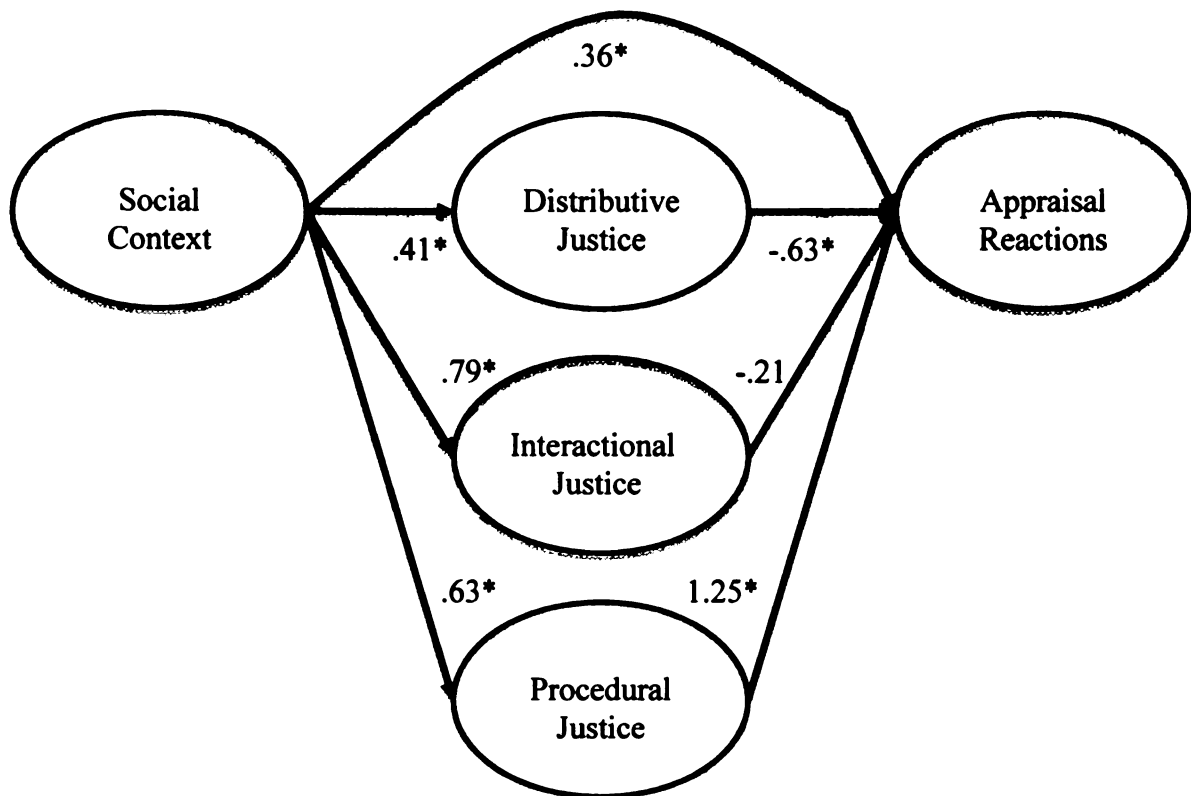 .36*
Social
Context
Distributive
Justice
Appraisal
Reactions
.41*
-.63*
.79*
-.21
Interactional
Justice
.63*
1.25*
Procedural
Justice